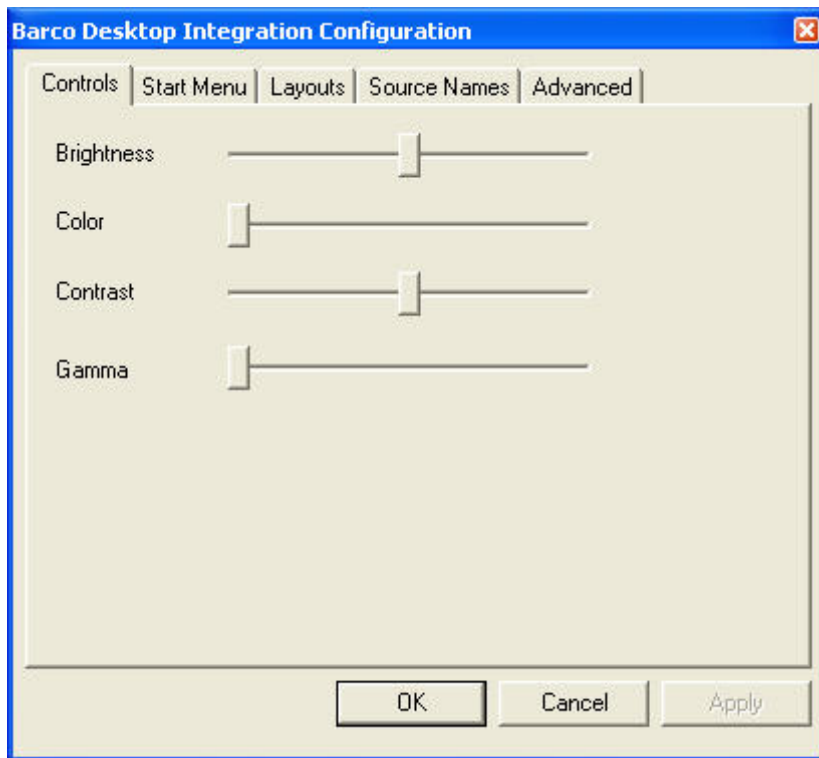 Barco Desktop Integration Configuration
Controls Start Menu Layouts Source Names Advanced
Brightness
Color
Contrast
Gamma
OK Cancel Apply